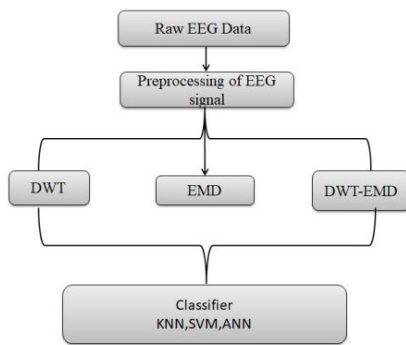 Raw EEG Data
Preprocessing of EEG
signal
DWT
EMD
DWT-EMD
Classifier
KNN,SVM,ANN